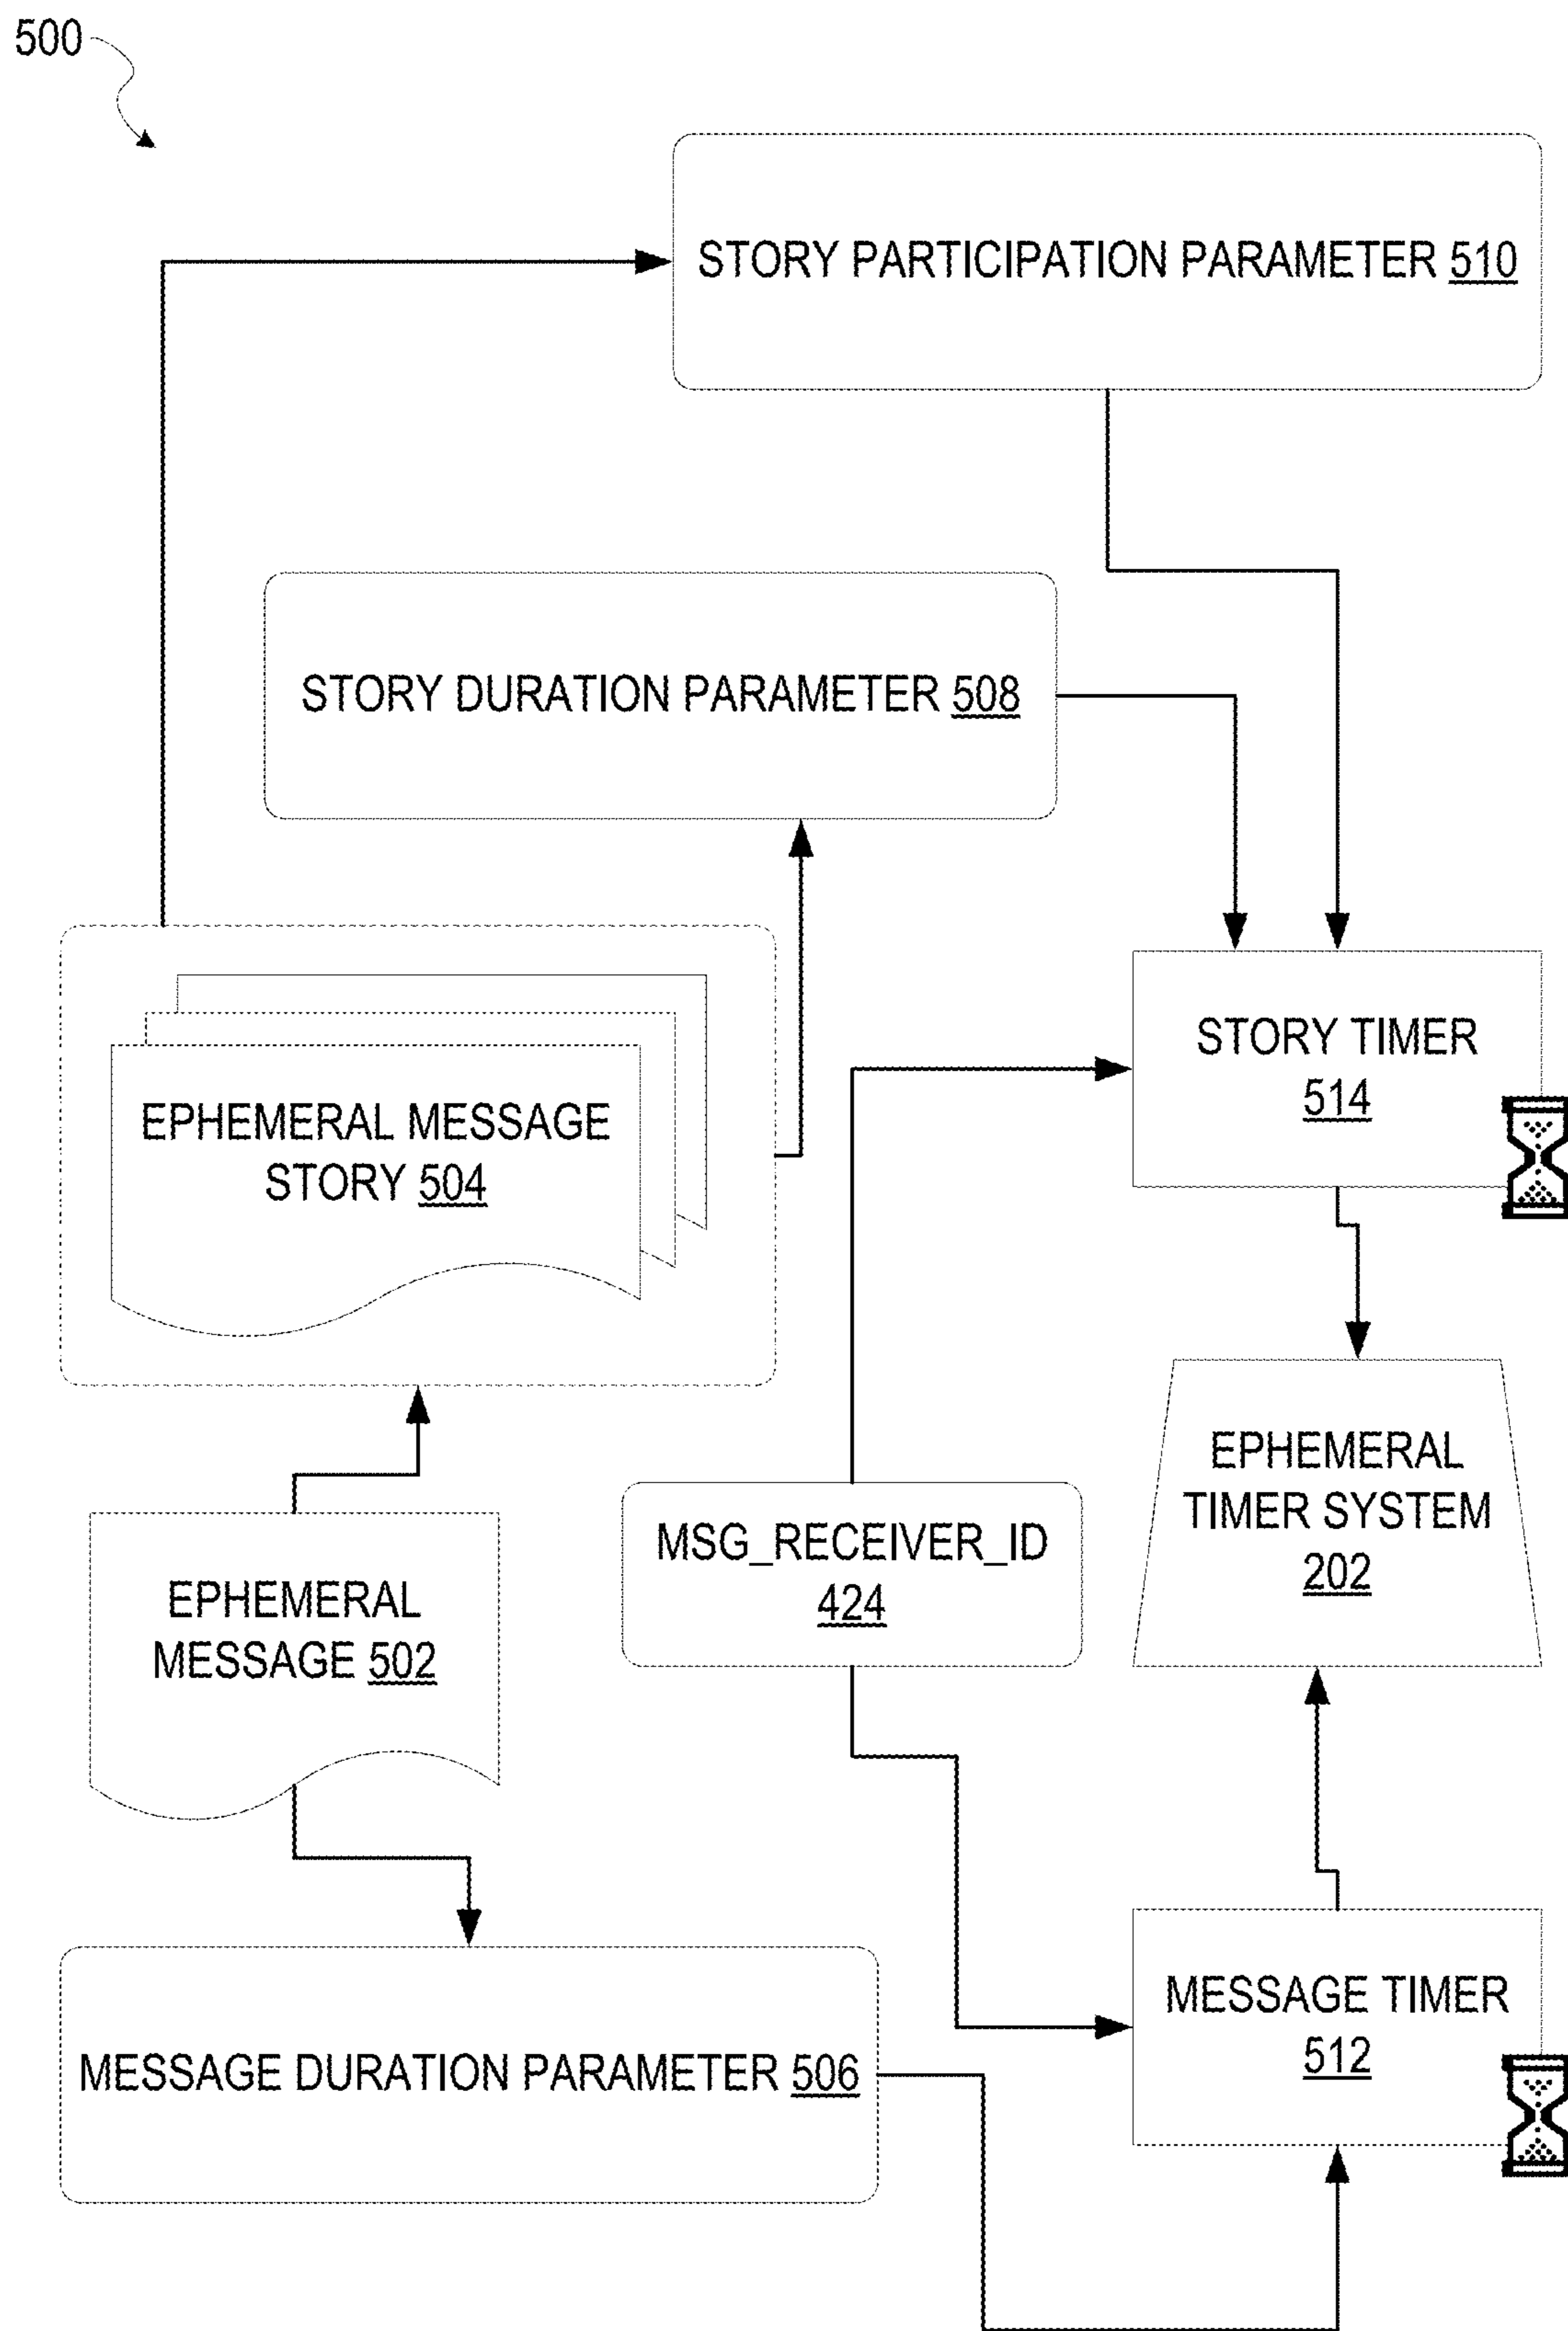 500
STORY PARTICIPATION PARAMETER 510
STORY DURATION PARAMETER 508
EPHEMERAL MESSAGE
STORY 504
STORY TIMER
514
EPHEMERAL
TIMER SYSTEM
202
MSG_RECEIVER_ID
424
EPHEMERAL
MESSAGE 502
MESSAGE TIMER
512
MESSAGE DURATION PARAMETER 506